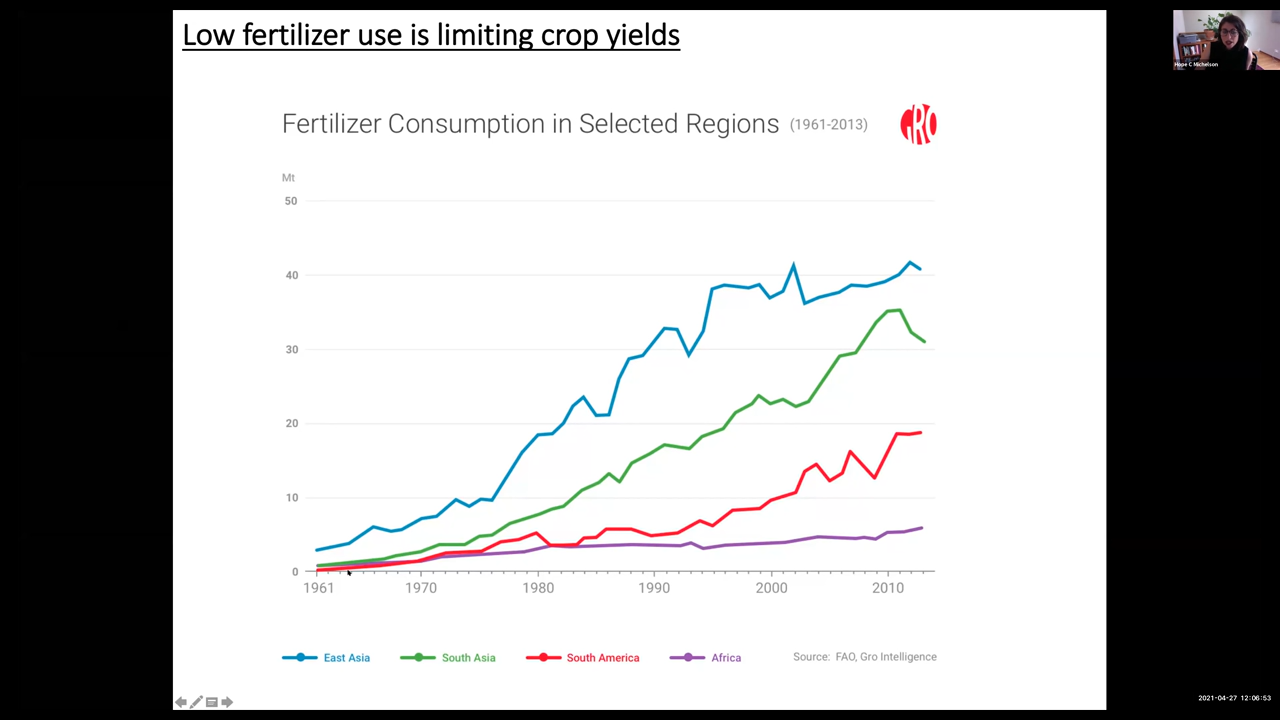 Low fertilizer use is limiting crop yields
Hope C Michelson
Fertilizer Consumption in Selected Regions (1961-2013)
GRO
Mt
50
40
30
20
10
0
1961 1970 1980 1990 2000 2010
East Asia South Asia South America Africa
Source: FAO, Gro Intelligence
2021-04-27 12:06:53